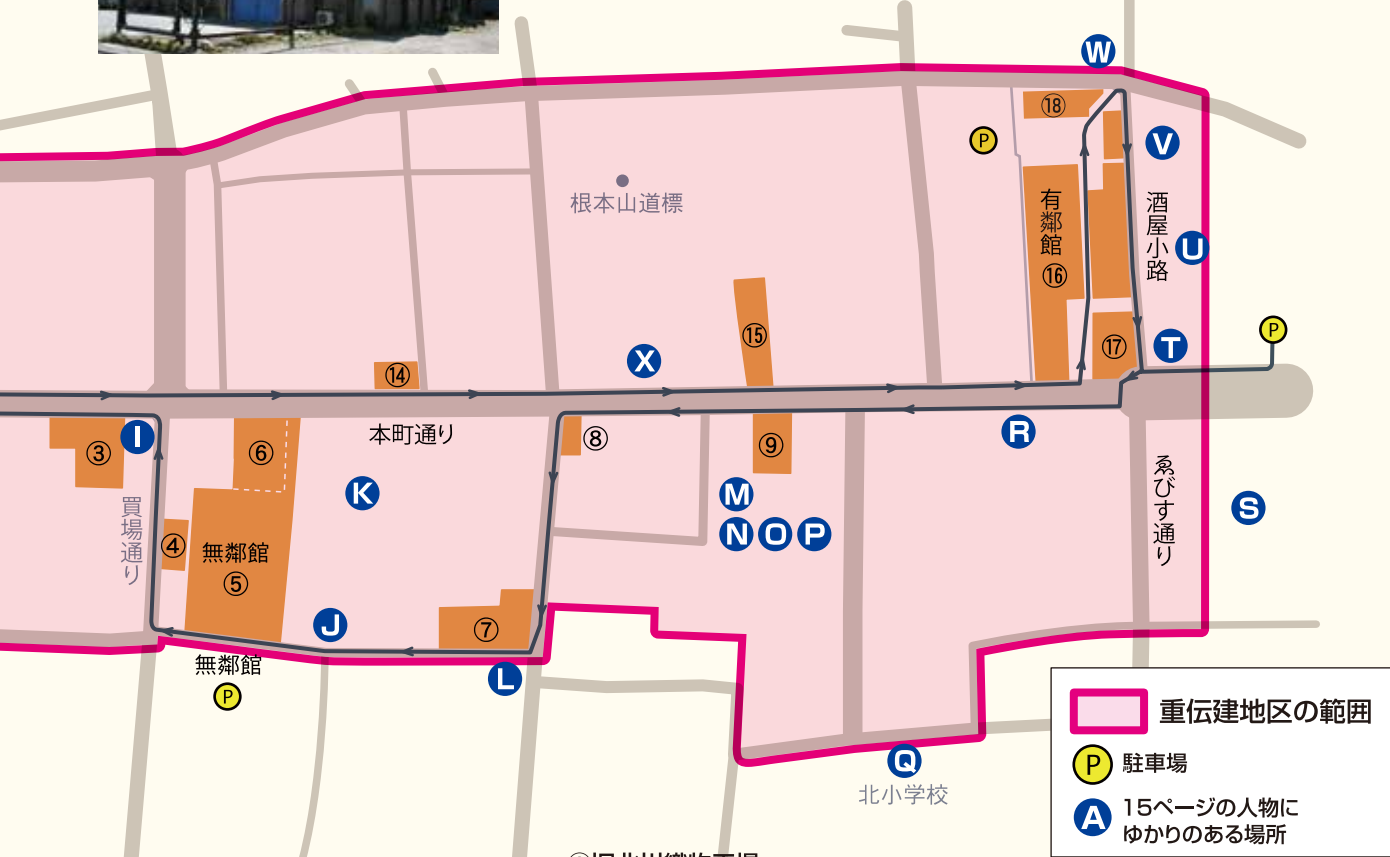 W
⑱
P
V
根本山道標
有鄰館
⑯
酒屋小路
U
P
⑮
⑰
T
X
⑭
本町通り
R
I
③
⑥
⑧
⑨
K
M
N O P
S
買場通り
④
無鄰館
⑤
ゑびす通り
J
⑦
無鄰館
P
L
Q
北小学校
重伝建地区の範囲
P 駐車場
A 15ページの人物に
ゆかりのある場所